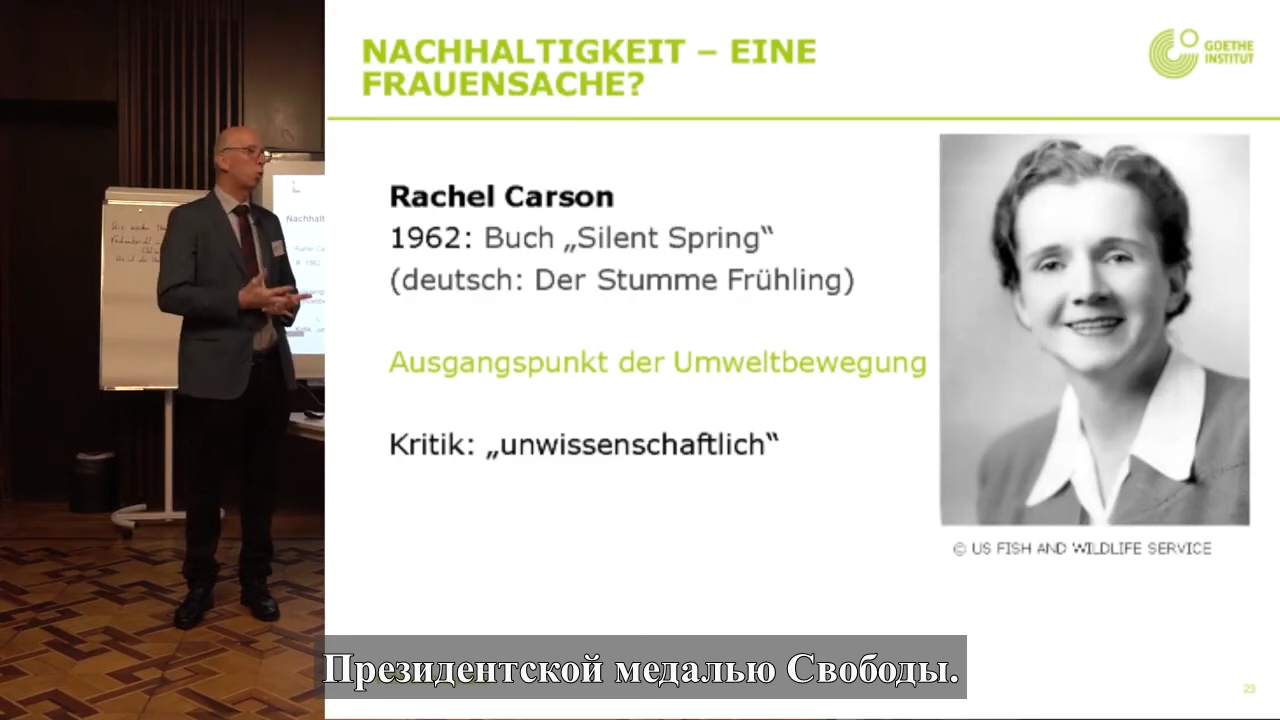 NACHHALTIGKEIT – EINE
FRAUENSACHE?
GOETHE
INSTITUT
Rachel Carson
1962: Buch „Silent Spring“
(deutsch: Der Stumme Frühling)
Ausgangspunkt der Umweltbewegung
Kritik: „unwissenschaftlich“
© US FISH AND WILDLIFE SERVICE
Nachhalt
Президентской медалью Свободы.
23